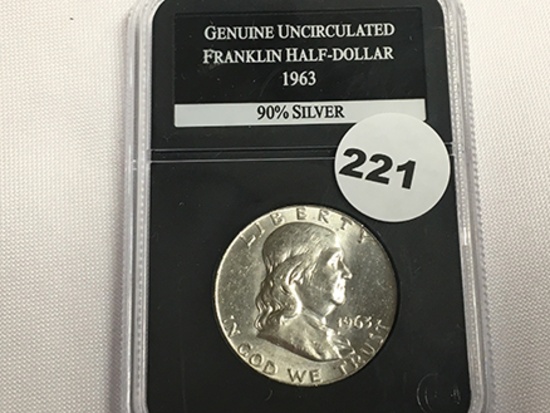 GENUINE UNCIRCULATED
FRANKLIN HALF-DOLLAR
1963
90% SILVER
221
LIBERTY
1963
IN GOD WE TRUST